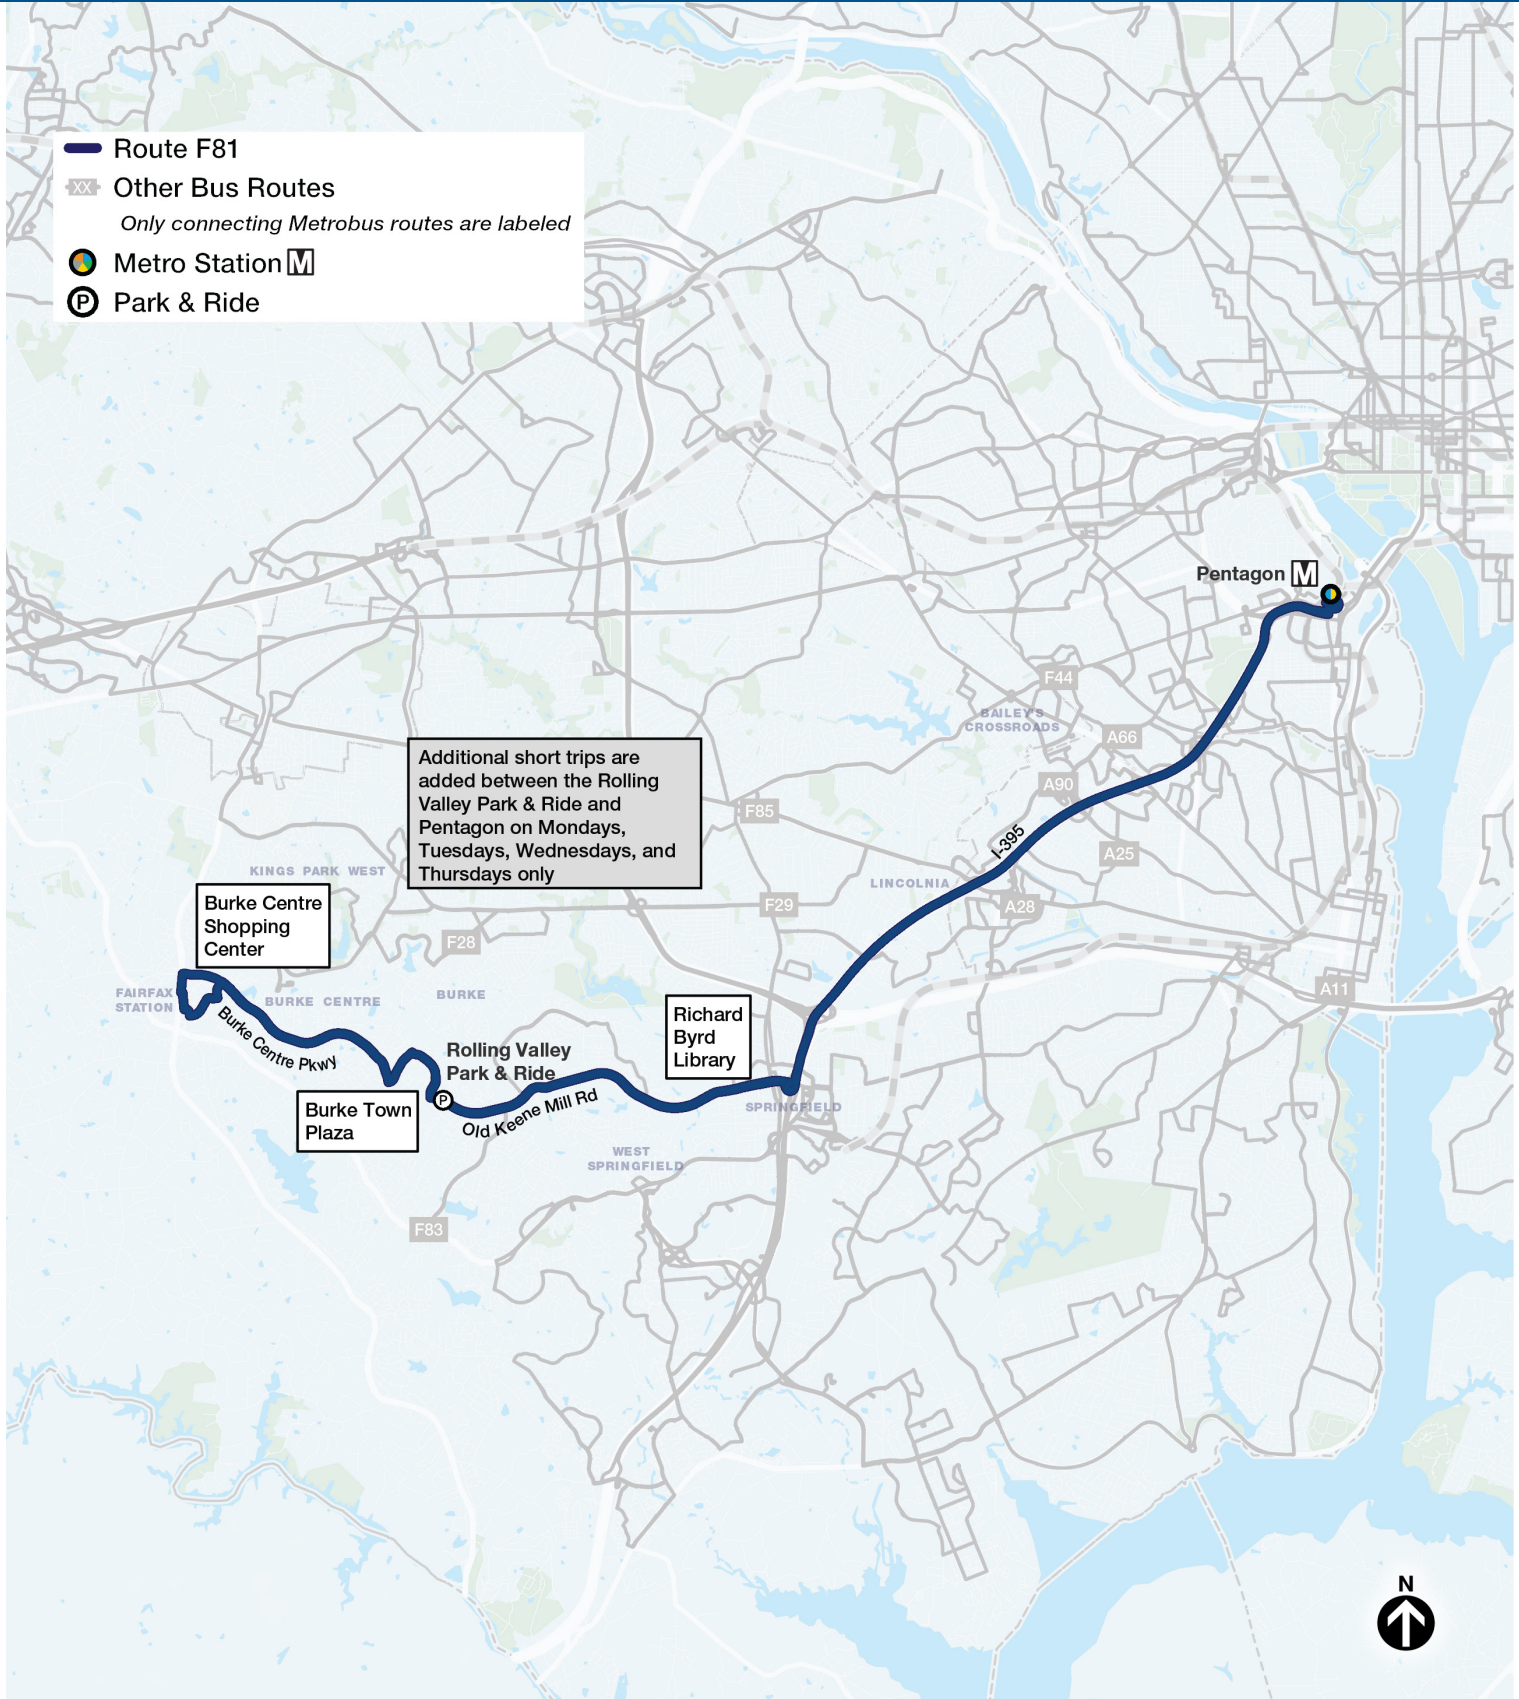 Route F81
XX Other Bus Routes
Only connecting Metrobus routes are labeled
Metro Station M
P Park & Ride
Pentagon M
F44
BAILEY'S
CROSSROADS
A66
A90
Additional short trips are
added between the Rolling
Valley Park & Ride and
Pentagon on Mondays,
Tuesdays, Wednesdays, and
Thursdays only
F85
I-395
A25
KINGS PARK WEST
LINCOLNIA
F29
A28
Burke Centre
Shopping
Center
F28
FAIRFAX
STATION
BURKE CENTRE
BURKE
A11
Burke Centre Pkwy
Richard
Byrd
Library
Rolling Valley
Park & Ride
P
Old Keene Mill Rd
Burke Town
Plaza
SPRINGFIELD
WEST
SPRINGFIELD
F83
N